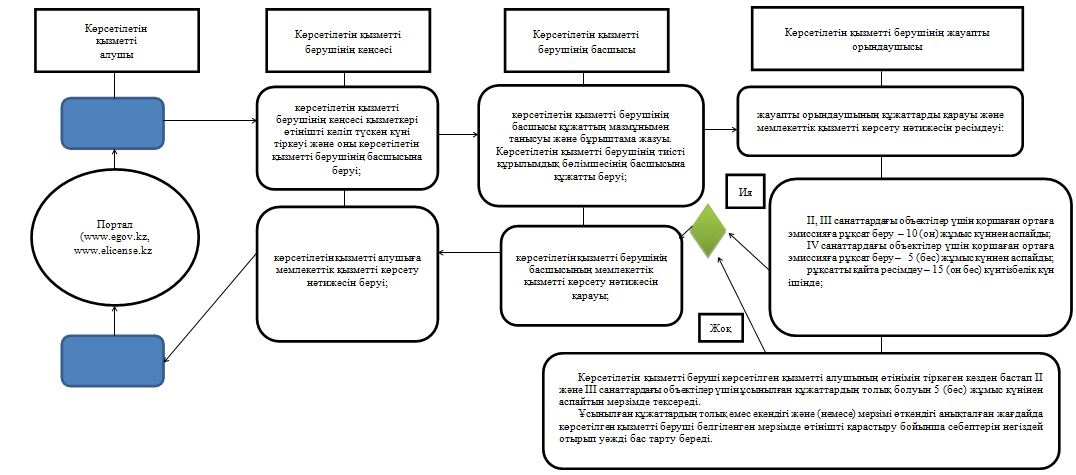 Көрсетілетін
қызметті
алушы
Көрсетілетін қызметті
берушінің кеңсесі
Көрсетілетін қызметті
берушінің басшысы
Көрсетілетін қызметті берушінің жауапты
орындаушысы
көрсетілетін қызметті
берушінің кеңсесі қызметкері
өтінішті келіп түскен күні
тіркеуі және оны көрсетілетін
қызметті берушінің басшысына
беруі;
көрсетілетін қызметті берушінің
басшысы құжаттың мазмұнымен
танысуы және бұрыштама жазуы.
Көрсетілетін қызметті берушінің тиісті
құрылымдық бөлімшесінің басшысына
құжатты беруі;
жауапты орындаушының құжаттарды қарауы және
мемлекеттік қызметті көрсету нәтижесін ресімдеуі:
Ия
Портал
(www.egov.kz,
www.elicense.kz
көрсетілетін қызметті алушыға
мемлекеттік қызметті көрсету
нәтижесін беруі;
көрсетілетін қызметті берушінің
басшысының мемлекеттік
қызметті көрсету нәтижесін
қарауы;
II, III санаттардағы объектілер үшін қоршаған ортаға
эмиссияға рұқсат беру – 10 (он) жұмыс күннен аспайды;
IV санаттардағы объектілер үшін қоршаған ортаға
эмиссияға рұқсат беру – 5 (бес) жұмыс күннен аспайды;
рұқсатты қайта ресімдеу – 15 (он бес) күнтізбелік күн
ішінде;
Жоқ
Көрсетілетін қызметті беруші көрсетілген қызметті алушының өтінімін тіркеген кезден бастап II
және III санаттардағы объектілер үшін ұсынылған құжаттардың толық болуын 5 (бес) жұмыс күнінен
аспайтын мерзімде тексереді.
Ұсынылған құжаттардың толық емес екендігі және (немесе) мерзімі өткендігі анықталған жағдайда
көрсетілген қызметті беруші белгіленген мерзімде өтінішті қарастыру бойынша себептерін негіздей
отырып уәжді бас тарту береді.